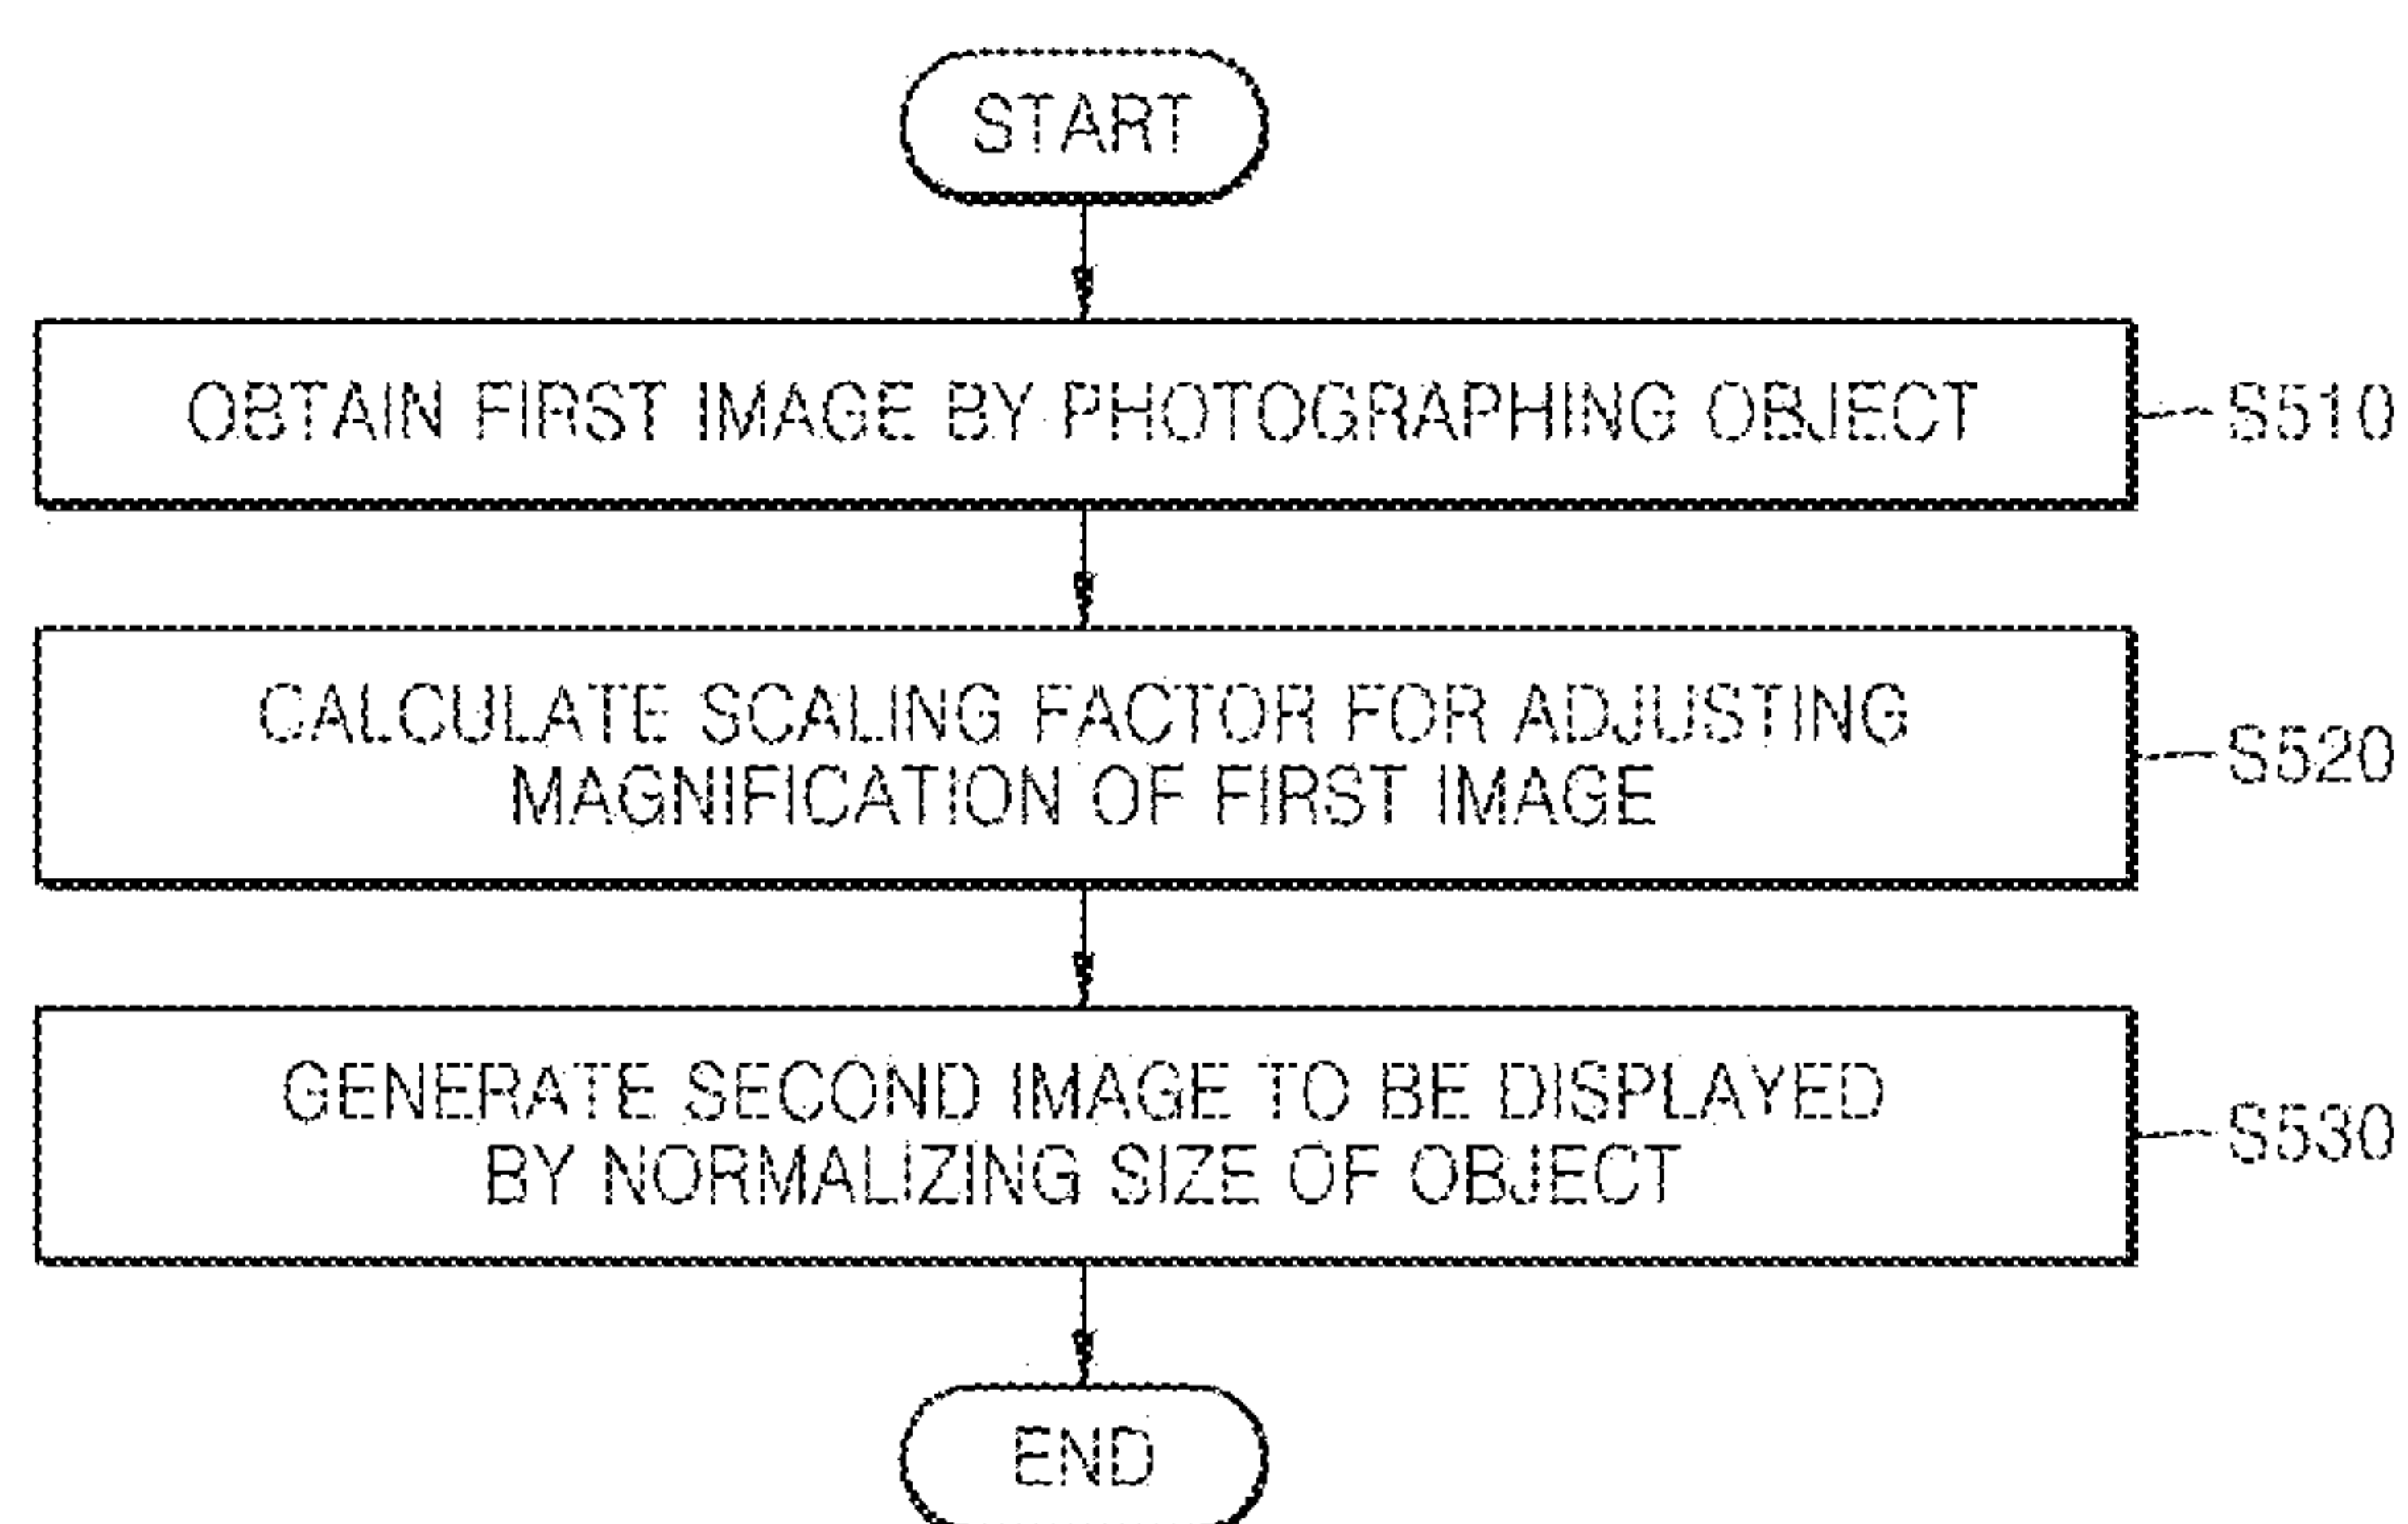 START
OBTAIN FIRST IMAGE BY PHOTOGRAPHING OBJECT
S510
CALCULATE SCALING FACTOR FOR ADJUSTING
MAGNIFICATION OF FIRST IMAGE
S520
GENERATE SECOND IMAGE TO BE DISPLAYED
BY NORMALIZING SIZE OF OBJECT
S530
END